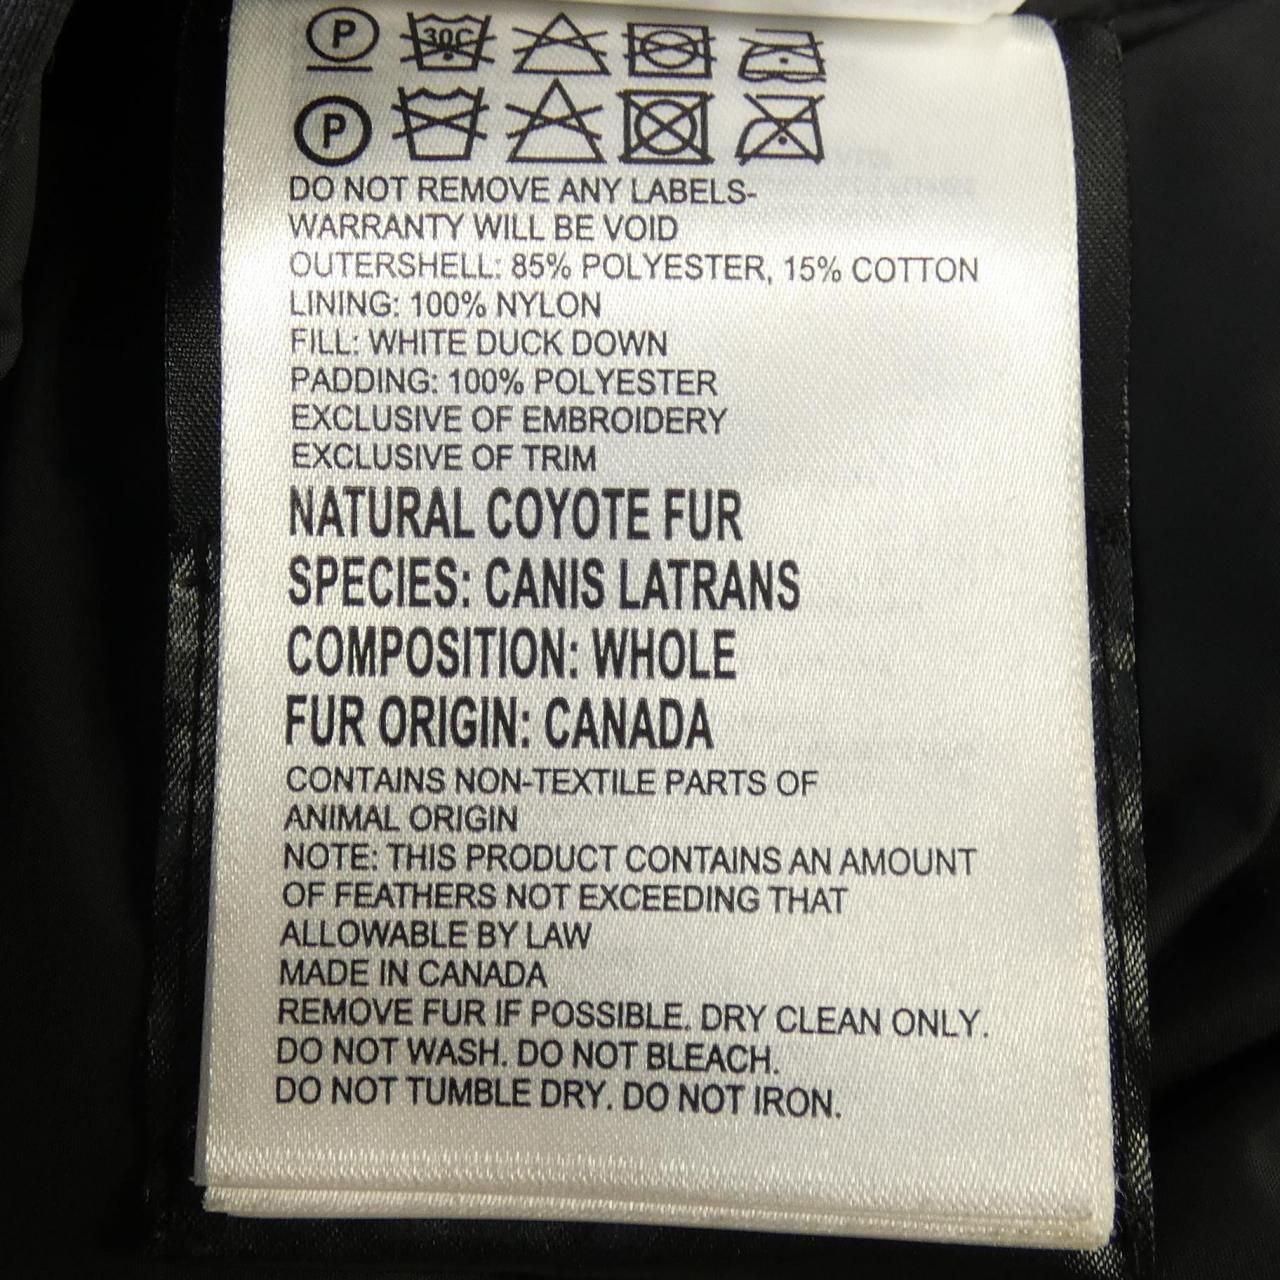 P 30C
P
DO NOT REMOVE ANY LABELS-
WARRANTY WILL BE VOID
OUTERSHELL: 85% POLYESTER, 15% COTTON
LINING: 100% NYLON
FILL: WHITE DUCK DOWN
PADDING: 100% POLYESTER
EXCLUSIVE OF EMBROIDERY
EXCLUSIVE OF TRIM
NATURAL COYOTE FUR
SPECIES: CANIS LATRANS
COMPOSITION: WHOLE
FUR ORIGIN: CANADA
CONTAINS NON-TEXTILE PARTS OF
ANIMAL ORIGIN
NOTE: THIS PRODUCT CONTAINS AN AMOUNT
OF FEATHERS NOT EXCEEDING THAT
ALLOWABLE BY LAW
MADE IN CANADA
REMOVE FUR IF POSSIBLE. DRY CLEAN ONLY.
DO NOT WASH. DO NOT BLEACH.
DO NOT TUMBLE DRY. DO NOT IRON.